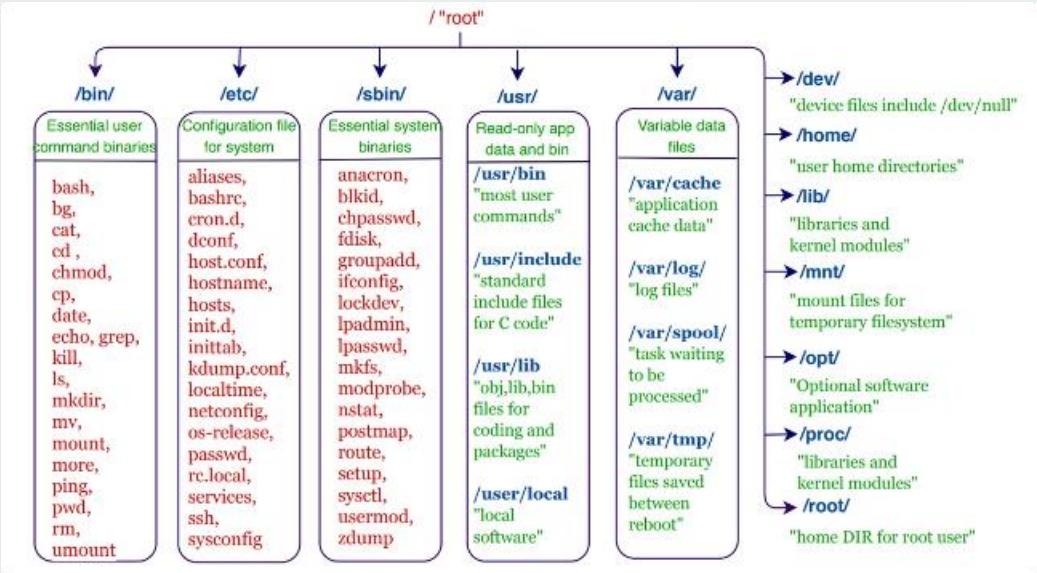 / "root"
/bin/
Essential user
command binaries
bash,
bg,
cat,
cd ,
chmod,
cp,
date,
echo, grep,
kill,
ls,
mkdir,
mv,
mount,
more,
ping,
pwd,
rm,
umount
/etc/
Configuration file
for system
aliases,
bashrc,
cron.d,
dconf,
host.conf,
hostname,
hosts,
init.d,
inittab,
kdump.conf,
localtime,
netconfig,
os-release,
passwd,
rc.local,
services,
ssh,
sysconfig
/sbin/
Essential system
binaries
anacron,
blkid,
chpasswd,
fdisk,
groupadd,
ifconfig,
lockdev,
lpadmin,
lpasswd,
mkfs,
modprobe,
nstat,
postmap,
route,
setup,
sysctl,
usermod,
zdump
/usr/
Read-only app
data and bin
/usr/bin
"most user
commands"
/usr/include
"standard
include files
for C code"
/usr/lib
"obj,lib,bin
files for
coding and
packages"
/user/local
"local
software"
/var/
Variable data
files
/var/cache
"application
cache data"
/var/log/
"log files"
/var/spool/
"task waiting
to be
processed"
/var/tmp/
"temporary
files saved
between
reboot"
/dev/
"device files include /dev/null"
/home/
"user home directories"
/lib/
"libraries and
kernel modules"
/mnt/
"mount files for
temporary filesystem"
/opt/
"Optional software
application"
/proc/
"libraries and
kernel modules"
/root/
"home DIR for root user"